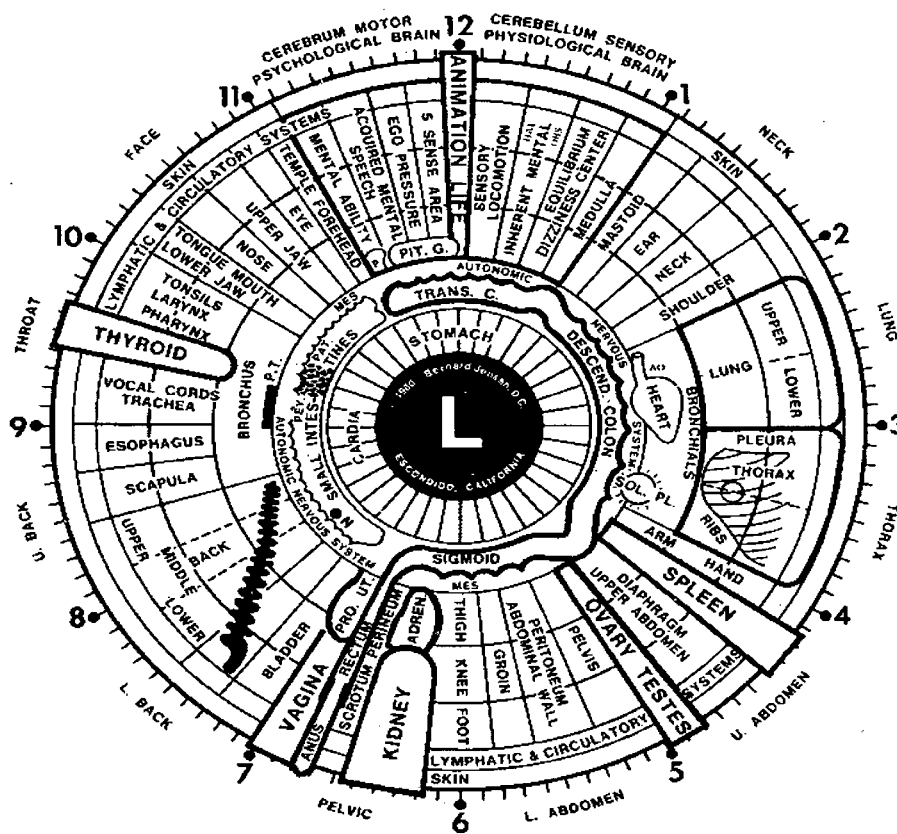 CEREBRUM MOTOR
PSYCHOLOGICAL BRAIN
12
CEREBELLUM SENSORY
PHYSIOLOGICAL BRAIN
11
1
FACE
NECK
10
2
THROAT
LUNG
9
3
U. BACK
THORAX
8
4
L. BACK
U. ABDOMEN
7
5
PELVIC
6
L. ABDOMEN
SKIN
LYMPHATIC & CIRCULATORY SYSTEMS
TEMPLE FOREHEAD
MENTAL ABILITY
ACQUIRED MENTAL
SPEECH
EGO PRESSURE
5 SENSE AREA
ANIMATION LIFE
SENSORY
LOCOMOTION
INHERENT MENTAL
EQUILIBRIUM
DIZZINESS CENTER
MEDULLA
SKIN
MASTOID
EAR
NECK
SHOULDER
EYE
UPPER JAW
NOSE
TONGUE MOUTH
LOWER JAW
TONSILS
LARYNX
PHARYNX
THYROID
VOCAL CORDS
TRACHEA
ESOPHAGUS
SCAPULA
UPPER
MIDDLE
LOWER
BACK
BLADDER
BRONCHUS
P.T.
PIT. G.
AUTONOMIC
NERVOUS
SYSTEM
TRANS. C.
DESCEND. COLON
SIGMOID
MES
SMALL INTESTINES
AUTONOMIC NERVOUS SYSTEM
N
STOMACH
CARDIA
1980 Bernard Jensen D.C.
L
ESCONDIDO, CALIFORNIA
HEART
SOL. PL.
BRONCHIALS
LUNG
UPPER
LOWER
PLEURA
THORAX
RIBS
ARM
HAND
SPLEEN
DIAPHRAGM
UPPER ABDOMEN
OVARY TESTES
PELVIS
PERITONEUM
ABDOMINAL WALL
GROIN
MES
THIGH
KNEE
FOOT
ADREN.
KIDNEY
SCROTUM PERINEUM
RECTUM
ANUS
PRO. UT.
VAGINA
LYMPHATIC & CIRCULATORY
SYSTEMS
SKIN